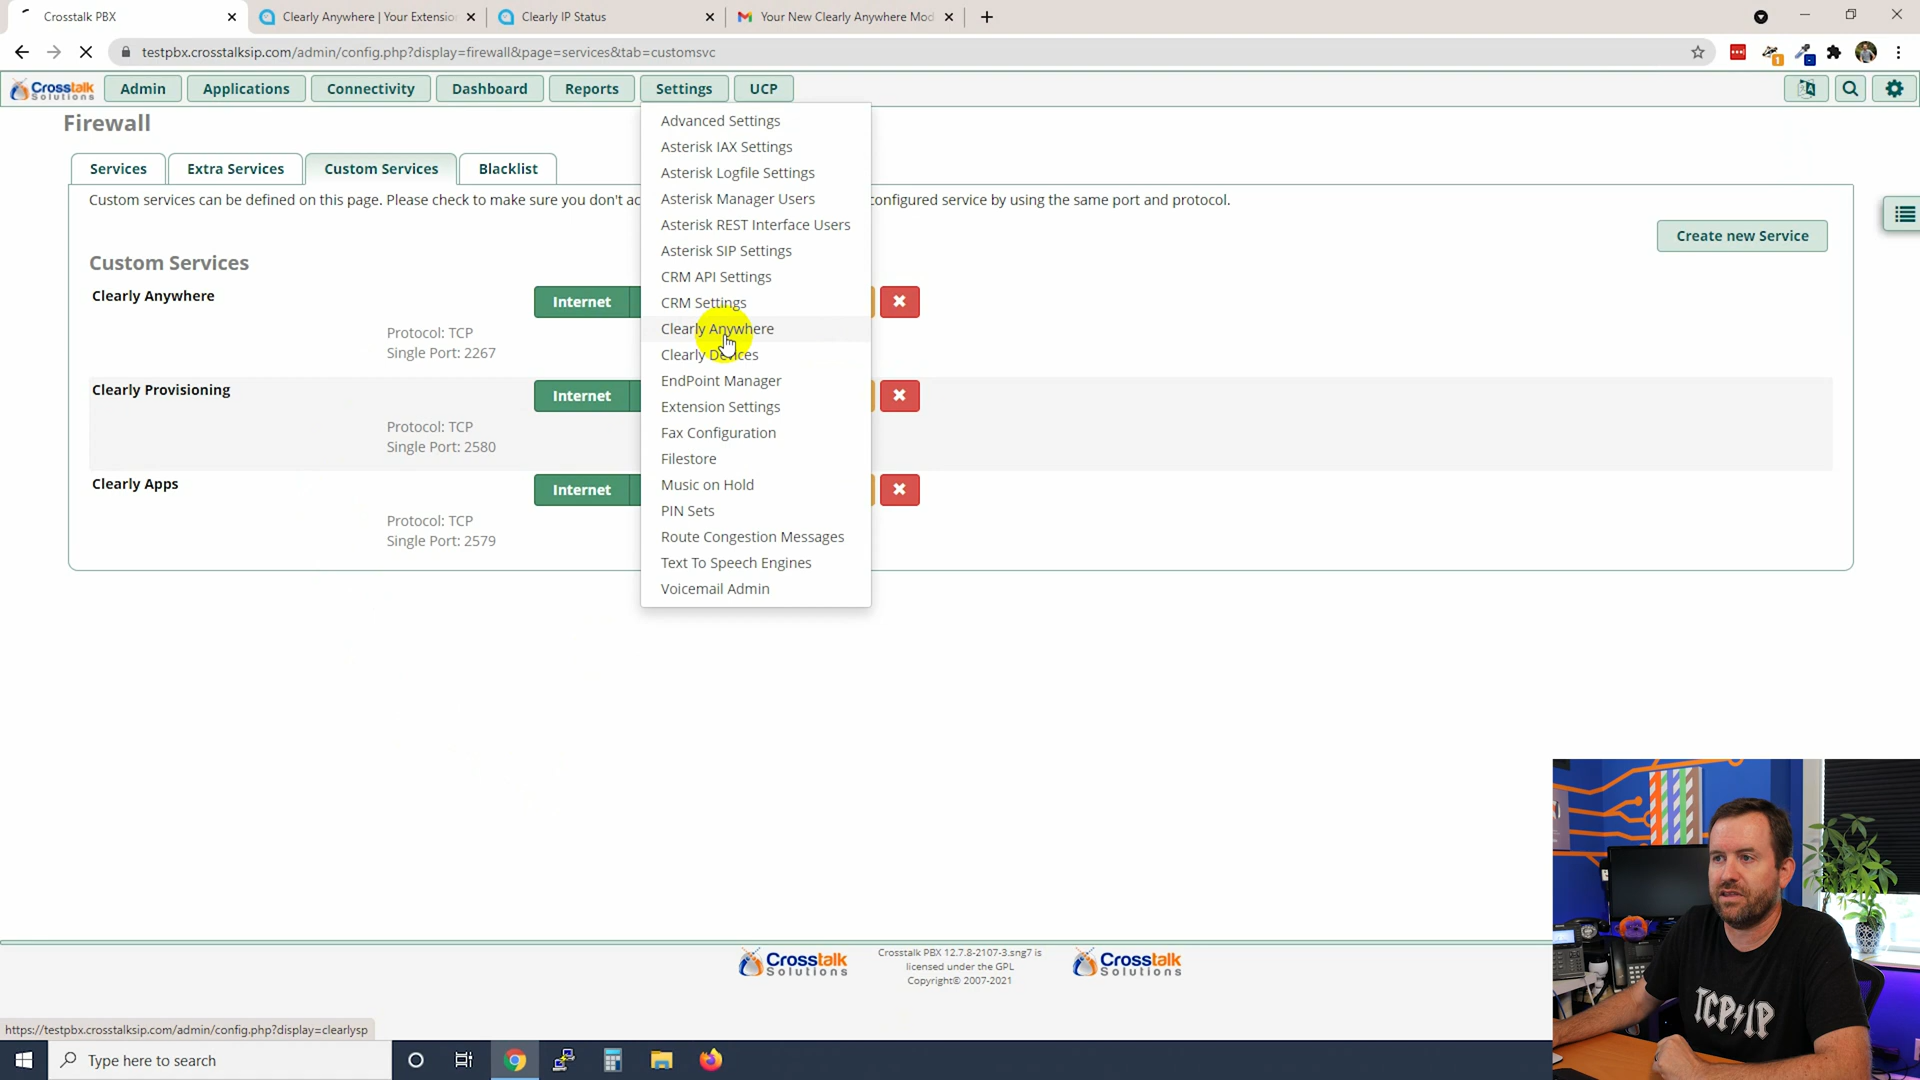 Crosstalk PBX
Clearly Anywhere | Your Extension
Clearly IP Status
Your New Clearly Anywhere Mod
testpbx.crosstalksip.com/admin/config.php?display=firewall&page=services&tab=customsvc
Crosstalk Solutions
Admin
Applications
Connectivity
Dashboard
Reports
Settings
UCP
Firewall
Services
Extra Services
Custom Services
Blacklist
Custom services can be defined on this page. Please check to make sure you don't ac
configured service by using the same port and protocol.
Create new Service
Custom Services
Clearly Anywhere
Internet
Protocol: TCP
Single Port: 2267
Clearly Provisioning
Internet
Protocol: TCP
Single Port: 2580
Clearly Apps
Internet
Protocol: TCP
Single Port: 2579
Advanced Settings
Asterisk IAX Settings
Asterisk Logfile Settings
Asterisk Manager Users
Asterisk REST Interface Users
Asterisk SIP Settings
CRM API Settings
CRM Settings
Clearly Anywhere
Clearly Devices
EndPoint Manager
Extension Settings
Fax Configuration
Filestore
Music on Hold
PIN Sets
Route Congestion Messages
Text To Speech Engines
Voicemail Admin
Crosstalk Solutions
Crosstalk PBX 12.7.8-2107-3.sng7 is
licensed under the GPL
Copyright© 2007-2021
Crosstalk Solutions
https://testpbx.crosstalksip.com/admin/config.php?display=clearlysp
Type here to search
TCP IP